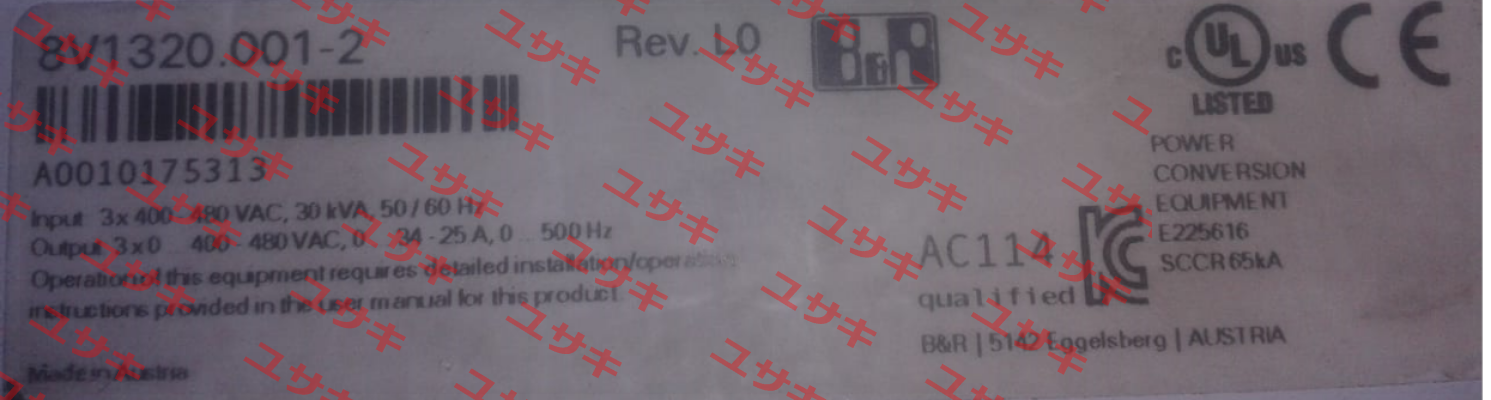 8V1320.001-2
Rev. L0
B&R
C UL US
LISTED
CE
A0010175313
POWER
CONVERSION
EQUIPMENT
E225616
SCCR 65kA
Input 3x 400-480 VAC, 30 kVA, 50/60 Hz
Output 3x0 ... 400-480 VAC, 0 ... 34-25 A, 0 ... 500 Hz
Operation of this equipment requires detailed installation/operation
instructions provided in the user manual for this product.
AC114
qualified
B&R | 5142 Eggelsberg | AUSTRIA
Made in Austria
ユサキ